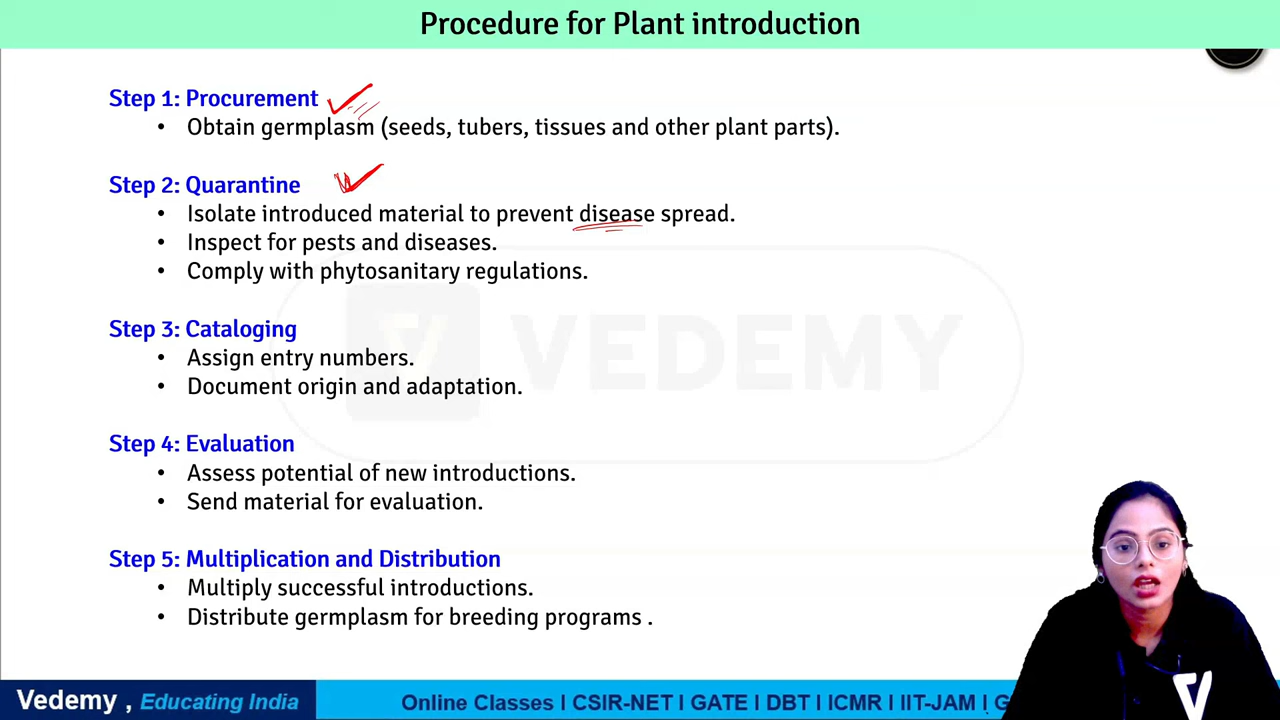 Procedure for Plant introduction
Step 1: Procurement
• Obtain germplasm (seeds, tubers, tissues and other plant parts).
Step 2: Quarantine
• Isolate introduced material to prevent disease spread.
• Inspect for pests and diseases.
• Comply with phytosanitary regulations.
VEDEMY
Step 3: Cataloging
• Assign entry numbers.
• Document origin and adaptation.
Step 4: Evaluation
• Assess potential of new introductions.
• Send material for evaluation.
Step 5: Multiplication and Distribution
• Multiply successful introductions.
• Distribute germplasm for breeding programs .
Vedemy , Educating India
Online Classes I CSIR-NET I GATE I DBT I ICMR I IIT-JAM I G